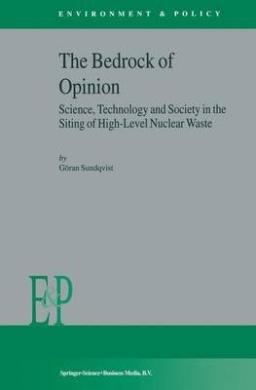 ENVIRONMENT & POLICY
The Bedrock of
Opinion
Science, Technology and Society in the
Siting of High-Level Nuclear Waste
by
Göran Sundqvist
E&P
Springer-Science+Business Media, B.V.